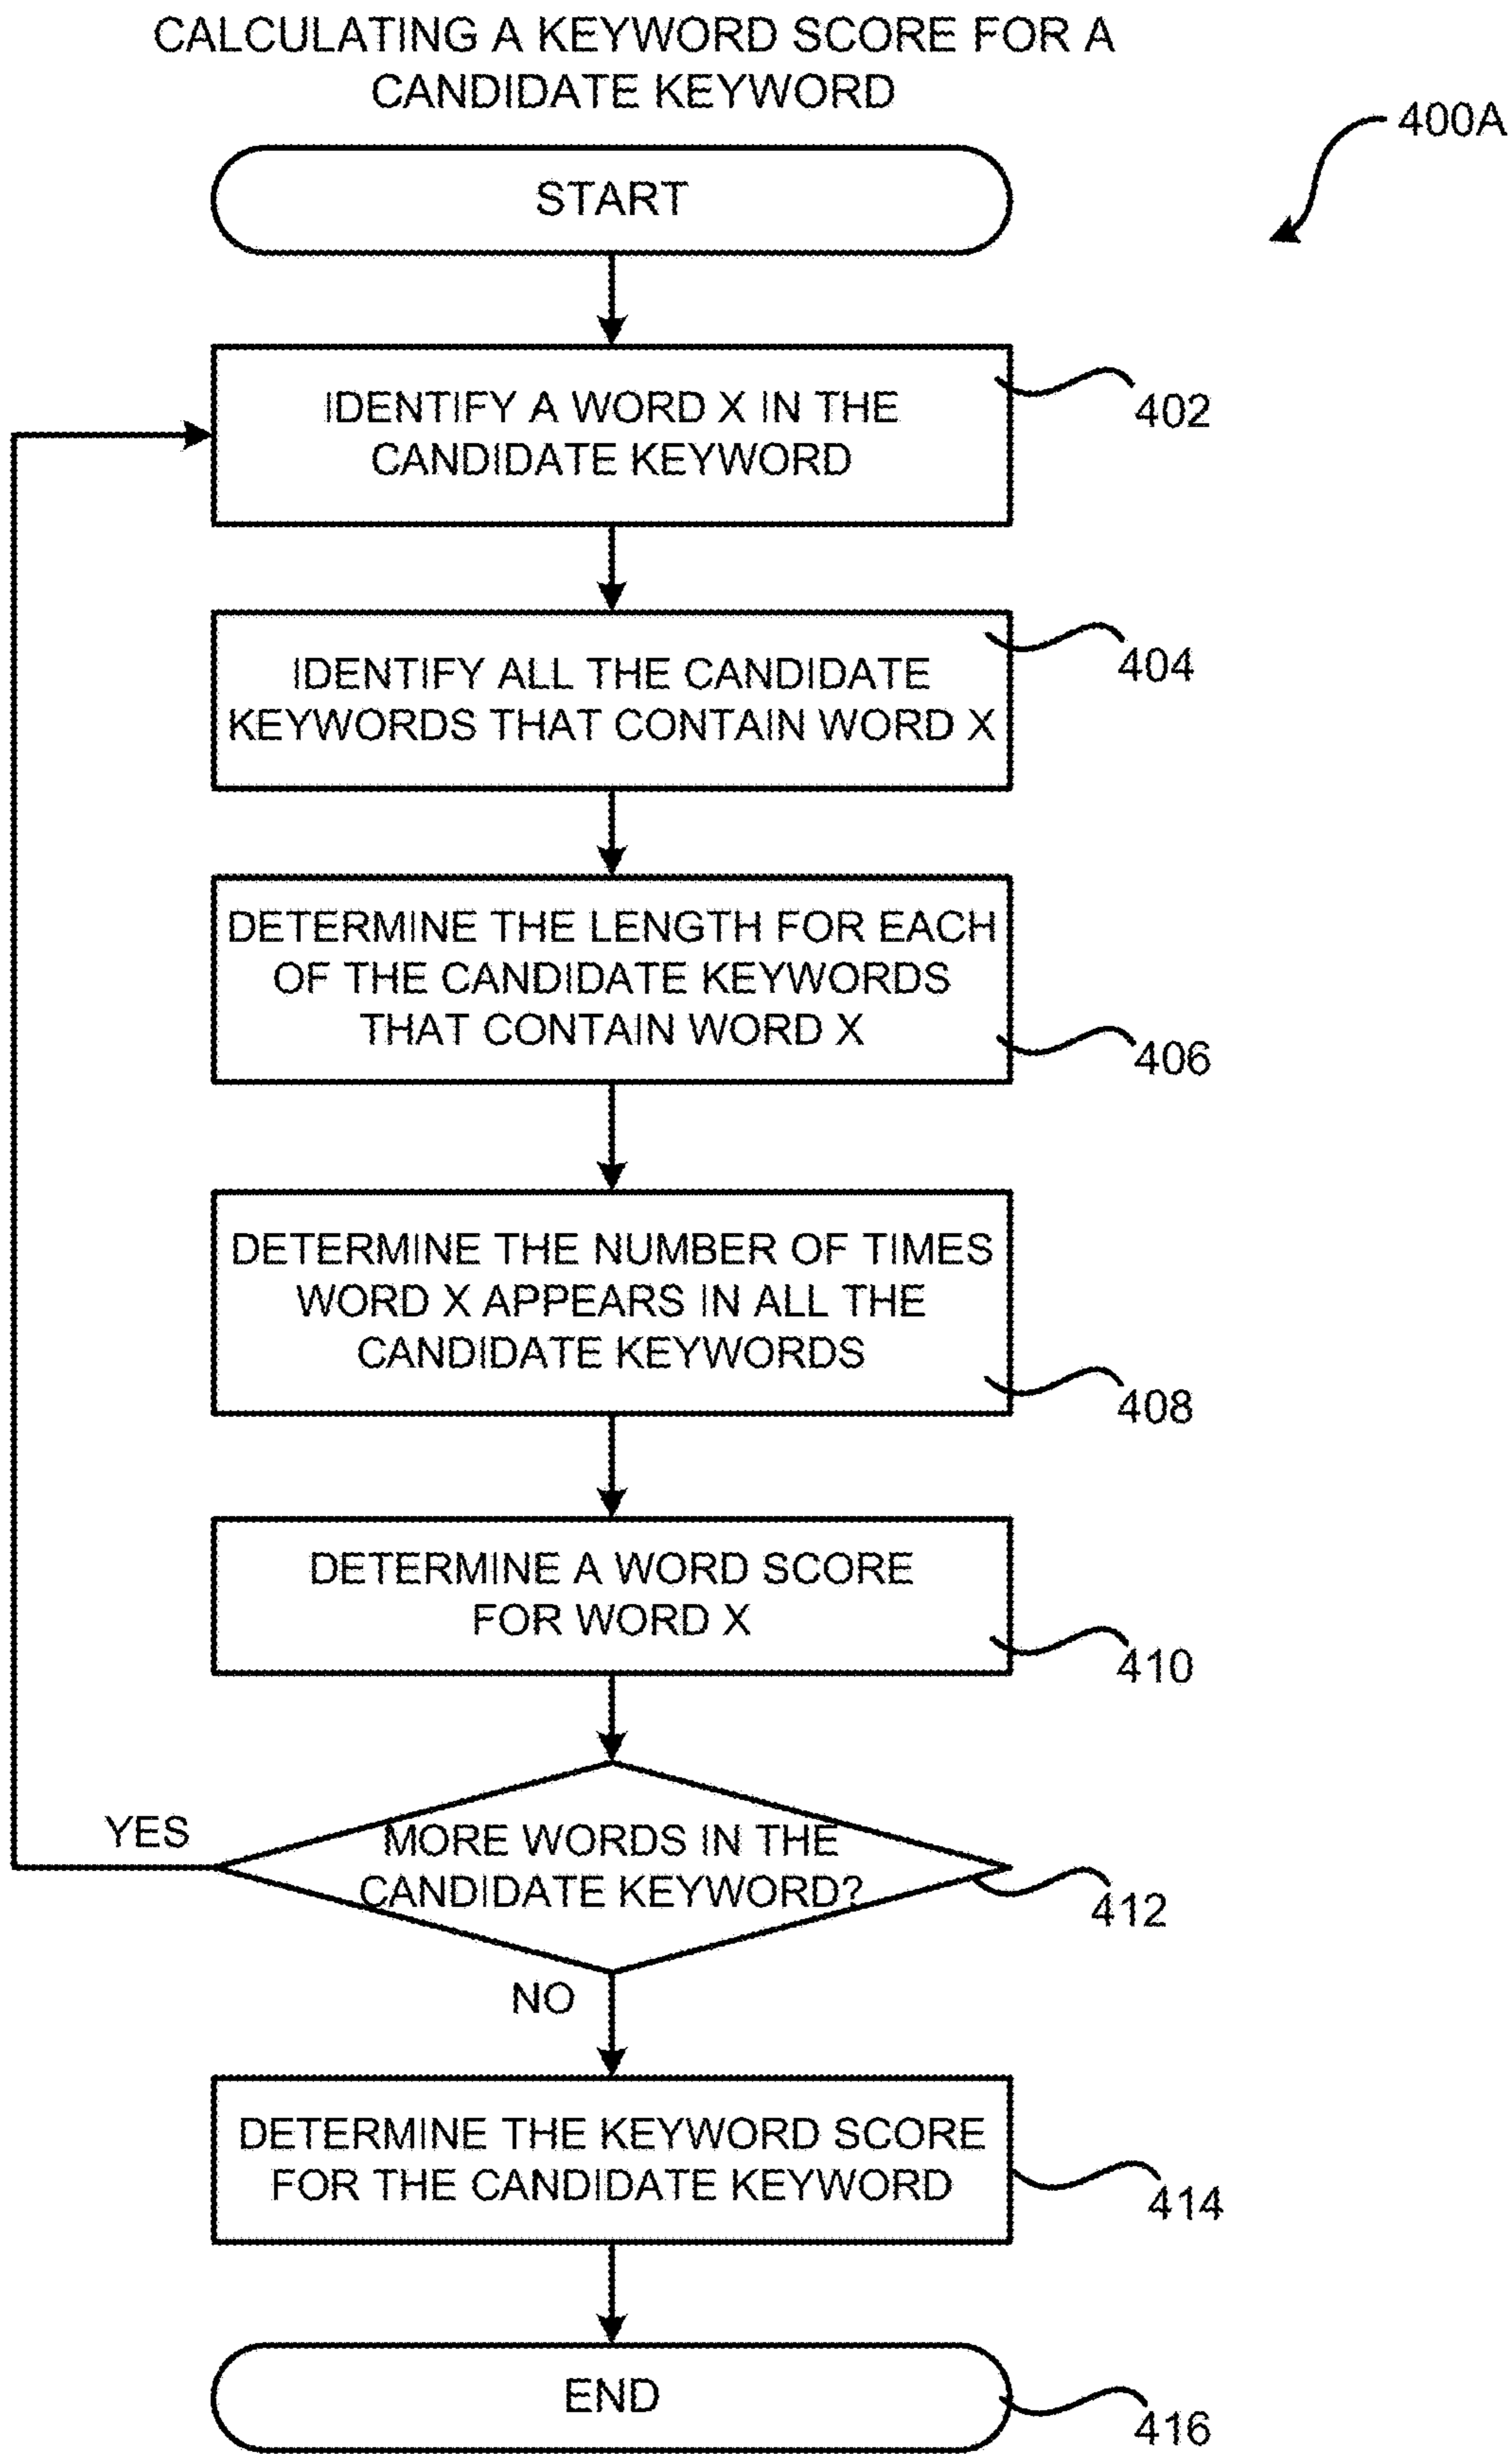 CALCULATING A KEYWORD SCORE FOR A
CANDIDATE KEYWORD
400A
START
IDENTIFY A WORD X IN THE
CANDIDATE KEYWORD
402
IDENTIFY ALL THE CANDIDATE
KEYWORDS THAT CONTAIN WORD X
404
DETERMINE THE LENGTH FOR EACH
OF THE CANDIDATE KEYWORDS
THAT CONTAIN WORD X
406
DETERMINE THE NUMBER OF TIMES
WORD X APPEARS IN ALL THE
CANDIDATE KEYWORDS
408
DETERMINE A WORD SCORE
FOR WORD X
410
YES
MORE WORDS IN THE
CANDIDATE KEYWORD?
412
NO
DETERMINE THE KEYWORD SCORE
FOR THE CANDIDATE KEYWORD
414
END
416